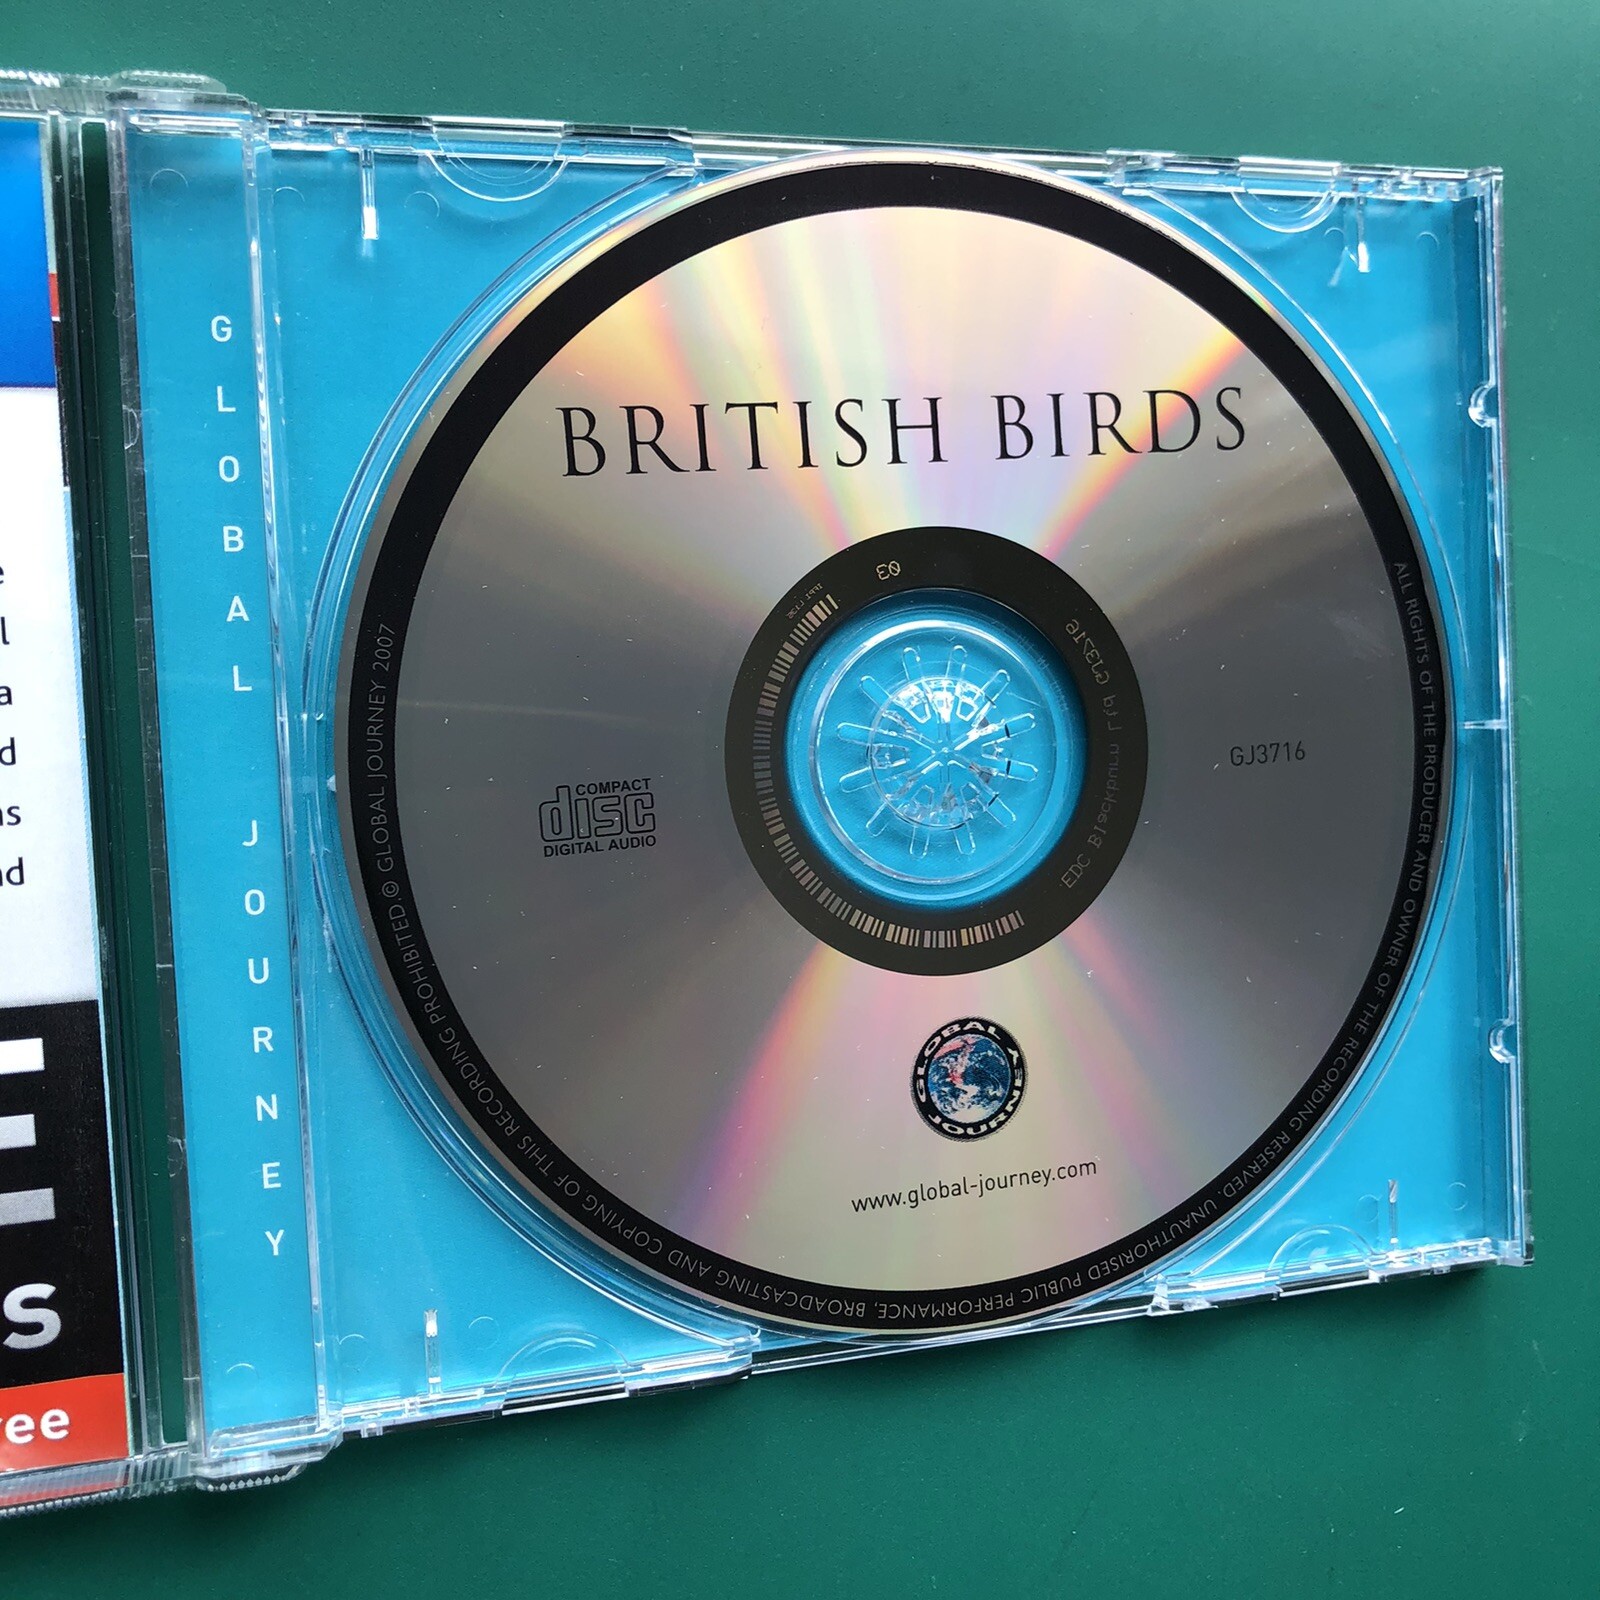 e
l
a
d
ns
nd
E
S
ree
GLOBAL JOURNEY
BRITISH BIRDS
03
EDC Blackburn Ltd
COMPACT
disc
DIGITAL AUDIO
GJ3716
GLOBAL JOURNEY
www.global-journey.com
ALL RIGHTS OF THE PRODUCER AND OWNER OF THE RECORDING RESERVED. UNAUTHORISED PUBLIC PERFORMANCE, BROADCASTING AND COPYING OF THIS RECORDING PROHIBITED.© GLOBAL JOURNEY 2007